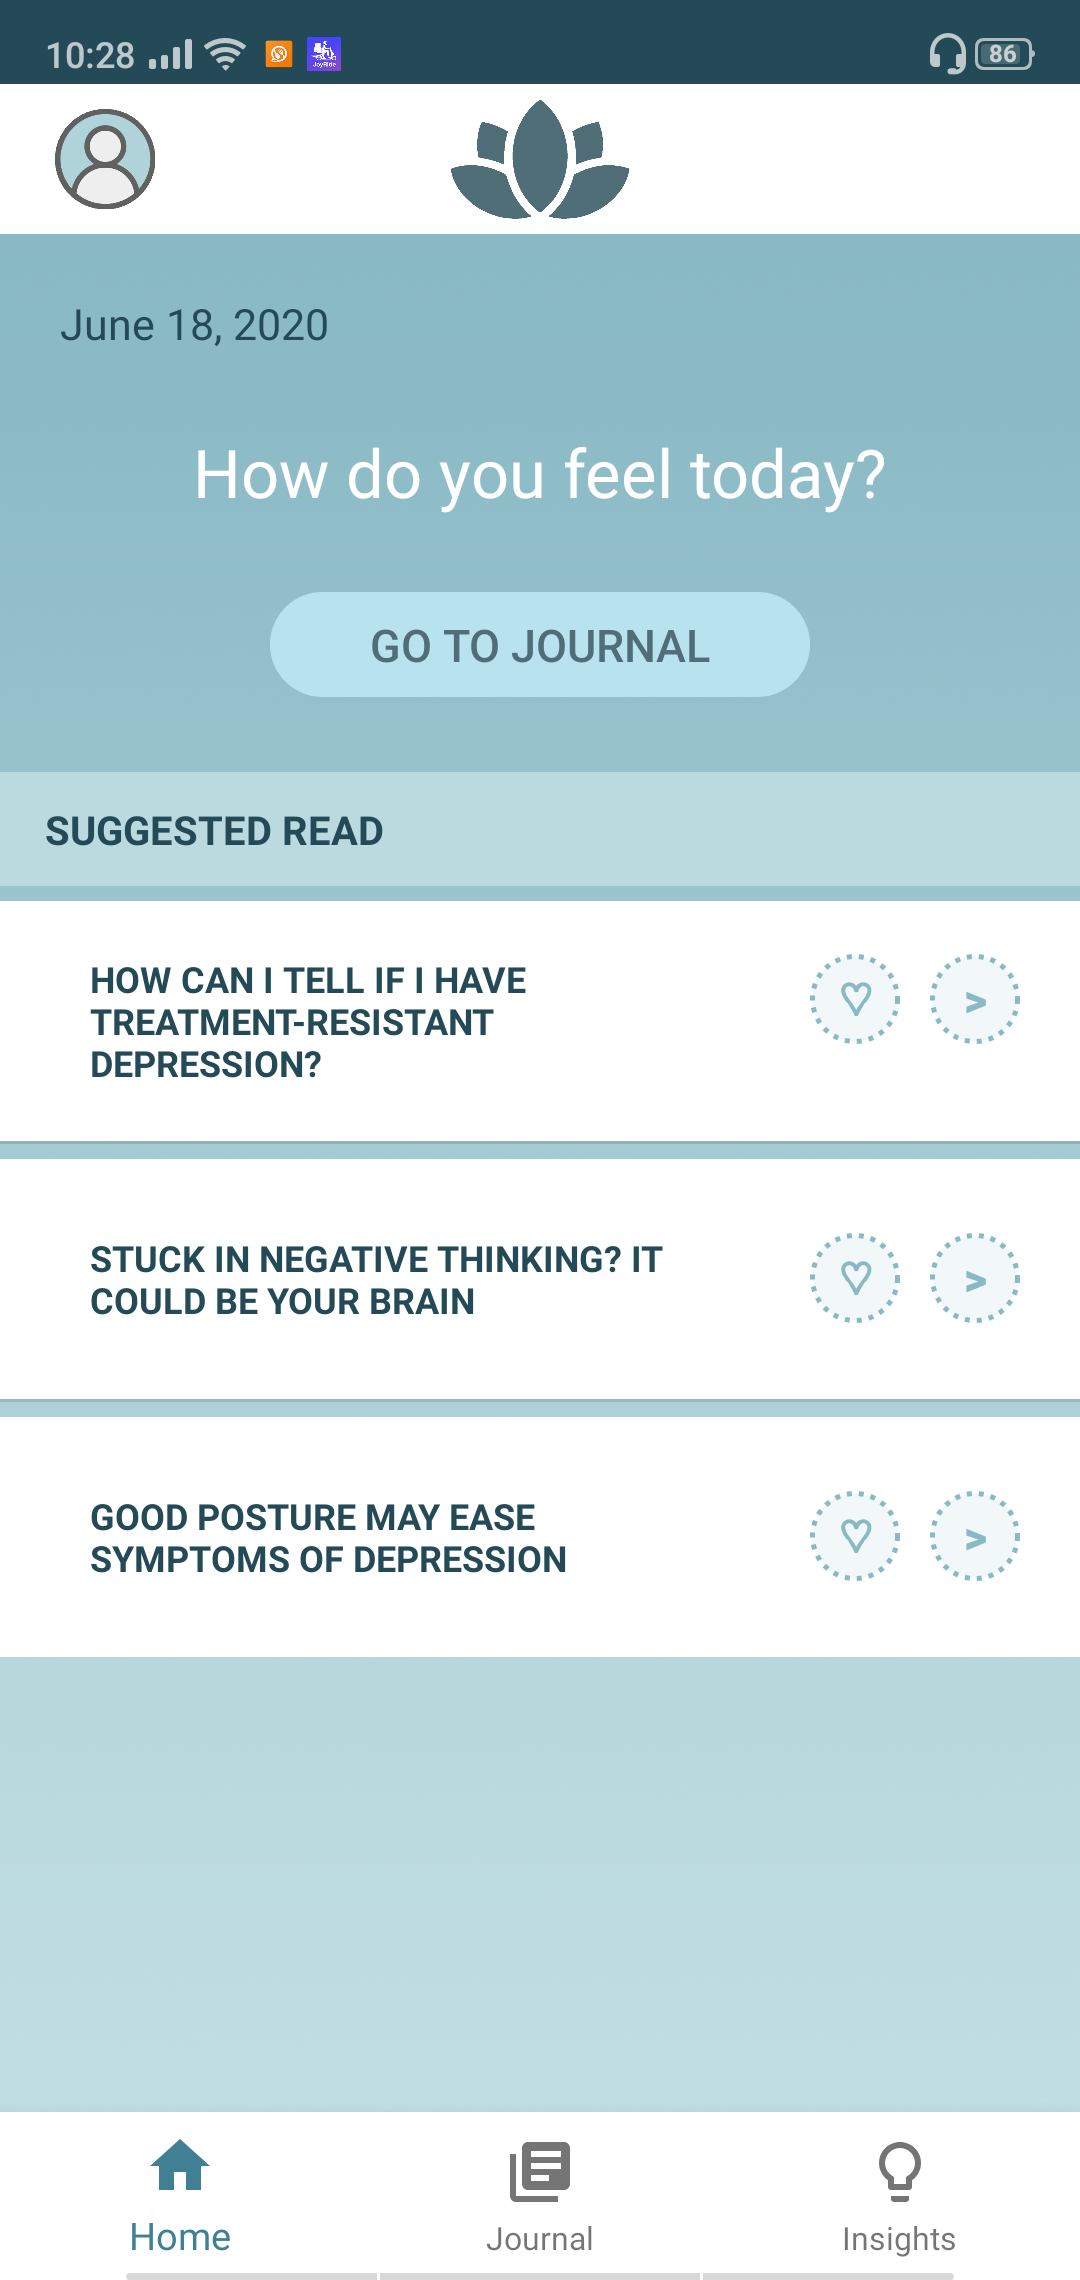 10:28
JoyRide
86
June 18, 2020
How do you feel today?
GO TO JOURNAL
SUGGESTED READ
HOW CAN I TELL IF I HAVE
TREATMENT-RESISTANT
DEPRESSION?
>
STUCK IN NEGATIVE THINKING? IT
COULD BE YOUR BRAIN
>
GOOD POSTURE MAY EASE
SYMPTOMS OF DEPRESSION
>
Home
Journal
Insights